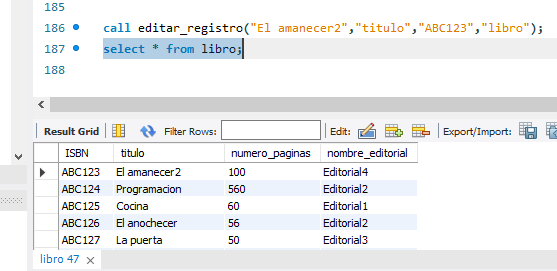 185
186 call editar_registro("El amanecer2","titulo","ABC123","libro");
187 select * from libro;
188
Result Grid Filter Rows: Edit: Export/Import:
ISBN titulo numero_paginas nombre_editorial
ABC123 El amanecer2 100 Editorial4
ABC124 Programacion 560 Editorial2
ABC125 Cocina 60 Editorial1
ABC126 El anochecer 56 Editorial2
ABC127 La puerta 50 Editorial3
libro 47